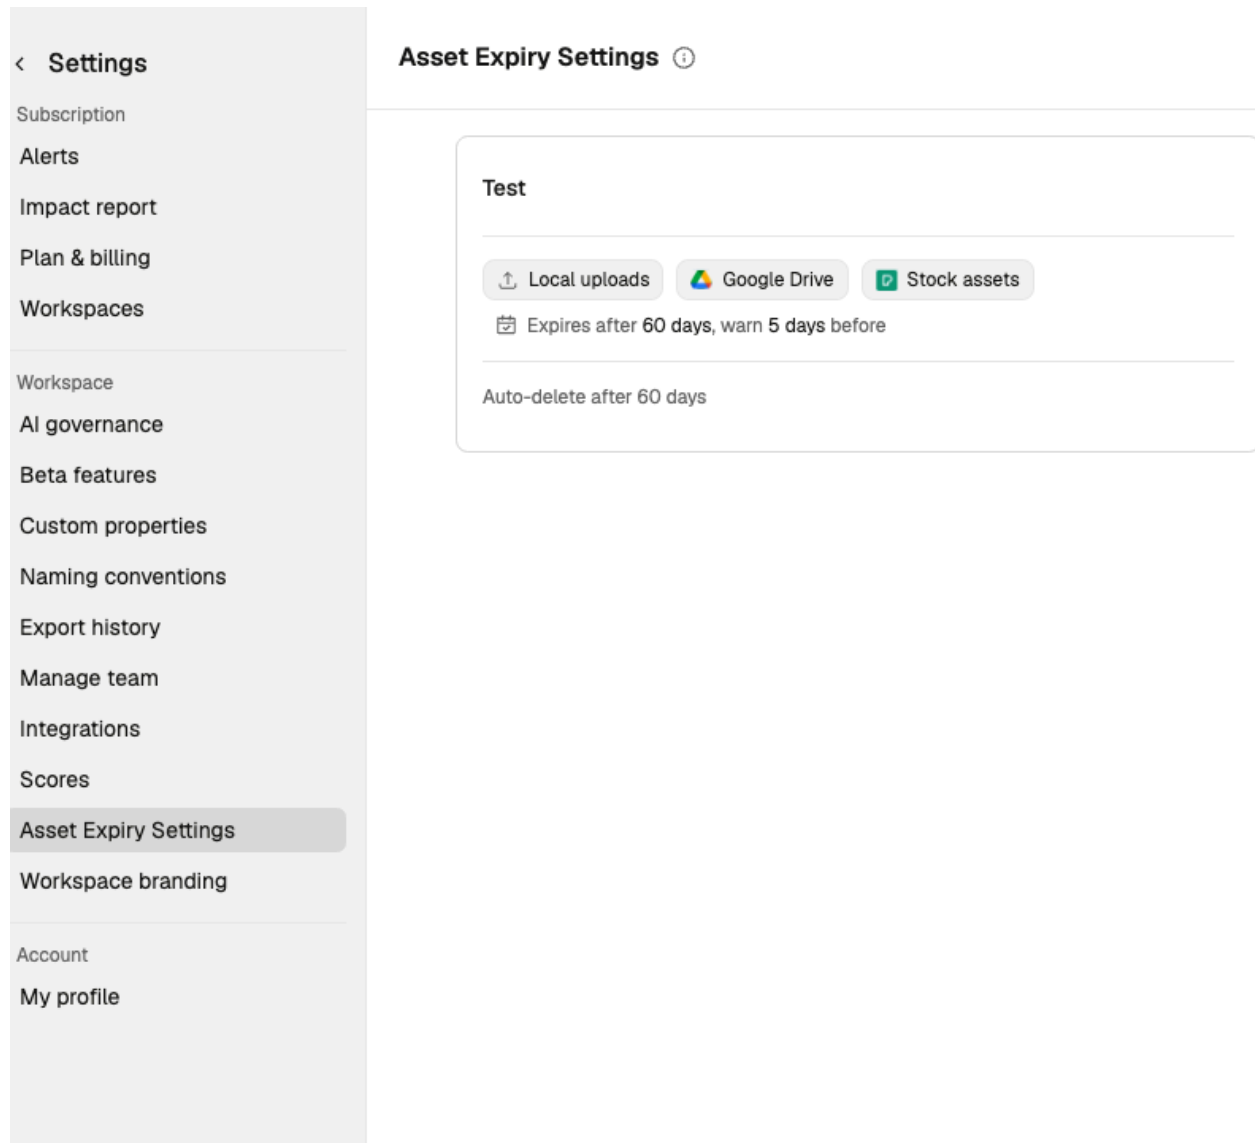 Settings
Subscription
Alerts
Impact report
Plan & billing
Workspaces
Workspace
AI governance
Beta features
Custom properties
Naming conventions
Export history
Manage team
Integrations
Scores
Asset Expiry Settings
Workspace branding
Account
My profile
Asset Expiry Settings
Test
Local uploads Google Drive Stock assets
Expires after 60 days, warn 5 days before
Auto-delete after 60 days